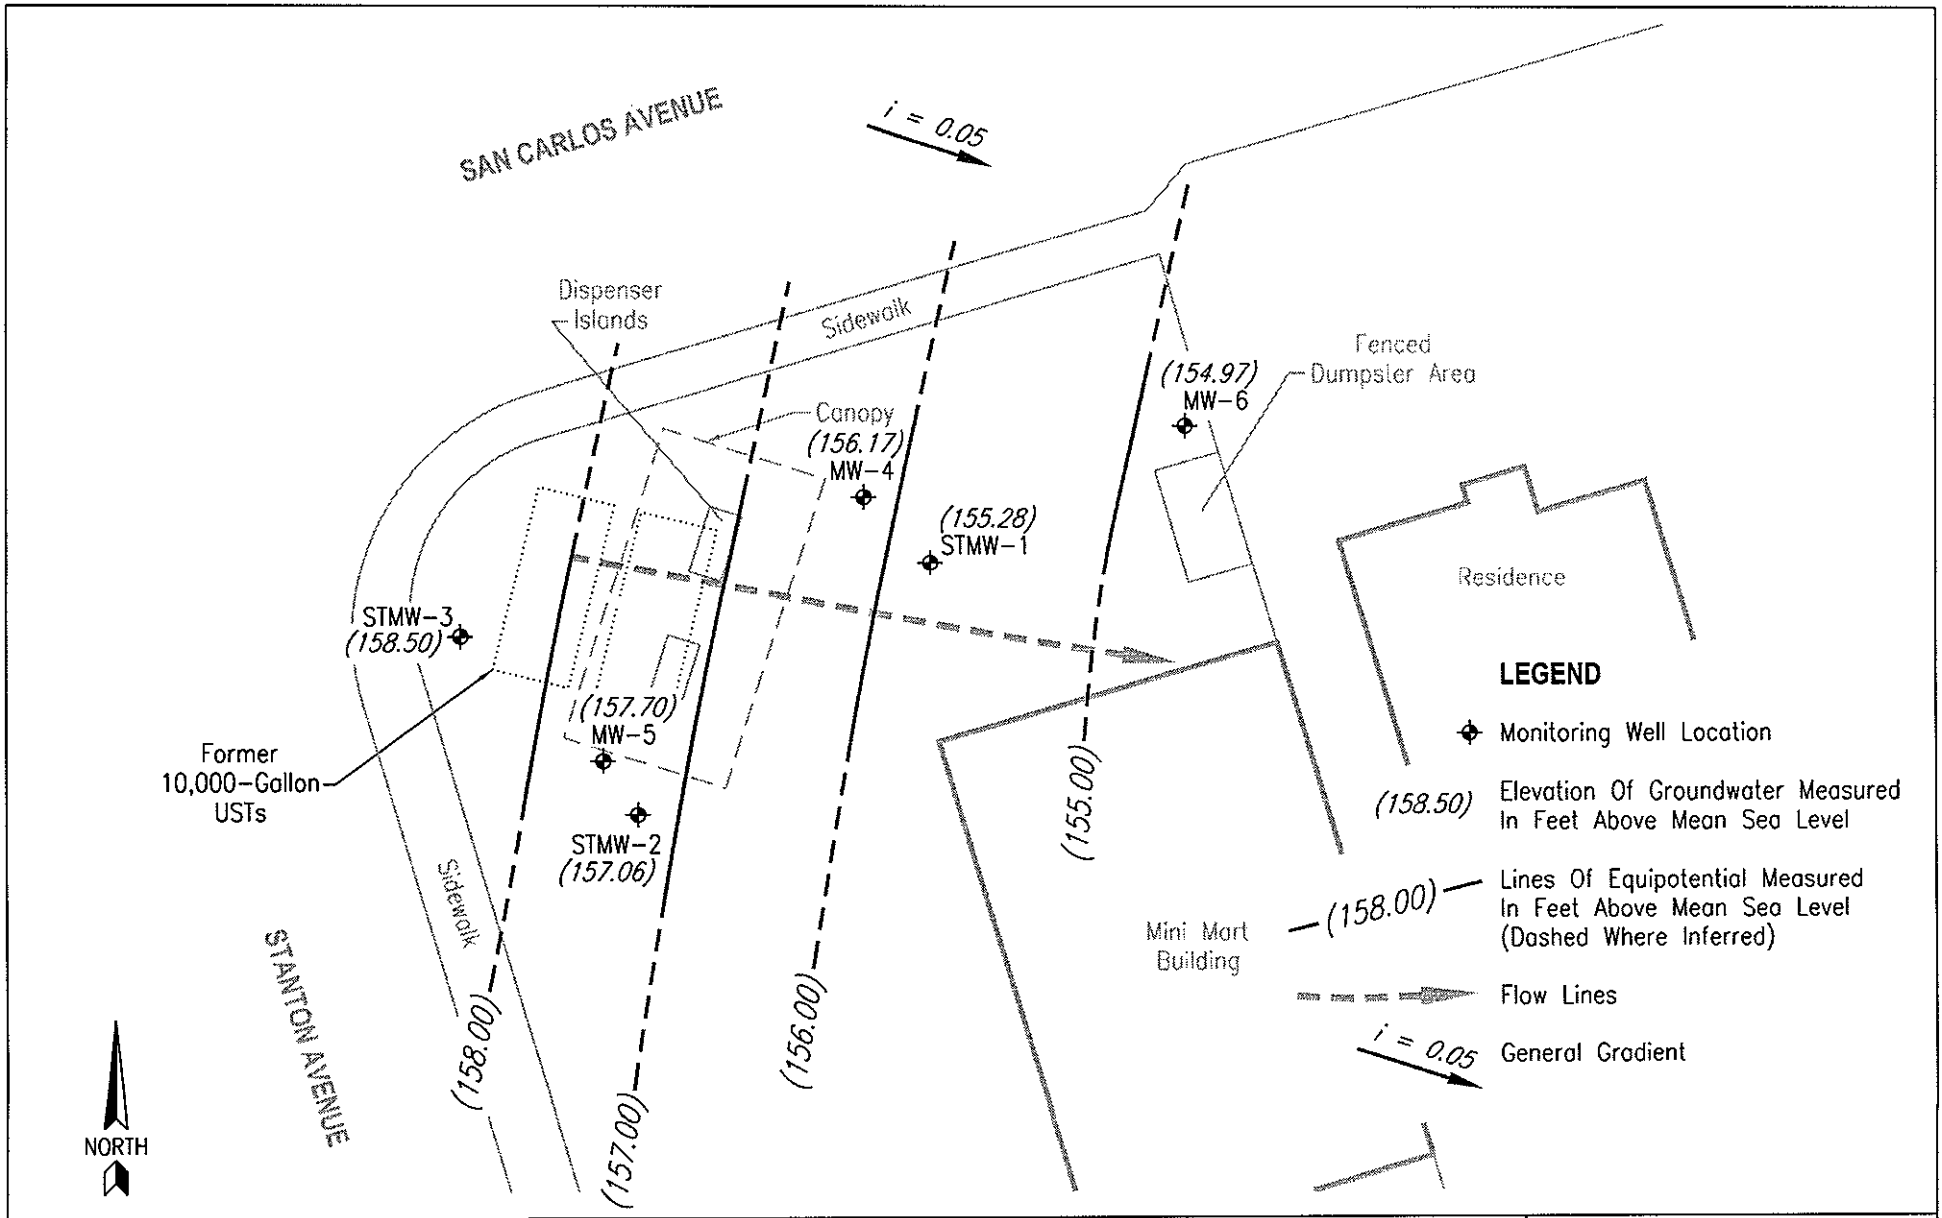 SAN CARLOS AVENUE
i = 0.05
Dispenser
Islands
Sidewalk
Fenced
Dumpster Area
Canopy
(156.17)
MW-4
(154.97)
MW-6
(155.28)
STMW-1
Residence
STMW-3
(158.50)
(157.70)
MW-5
Former
10,000-Gallon
USTs
STMW-2
(157.06)
Sidewalk
STANTON AVENUE
(158.00)
(157.00)
(156.00)
(155.00)
Mini Mart
Building
NORTH
LEGEND
Monitoring Well Location
(158.50)
Elevation Of Groundwater Measured
In Feet Above Mean Sea Level
(158.00)
Lines Of Equipotential Measured
In Feet Above Mean Sea Level
(Dashed Where Inferred)
Flow Lines
i = 0.05
General Gradient